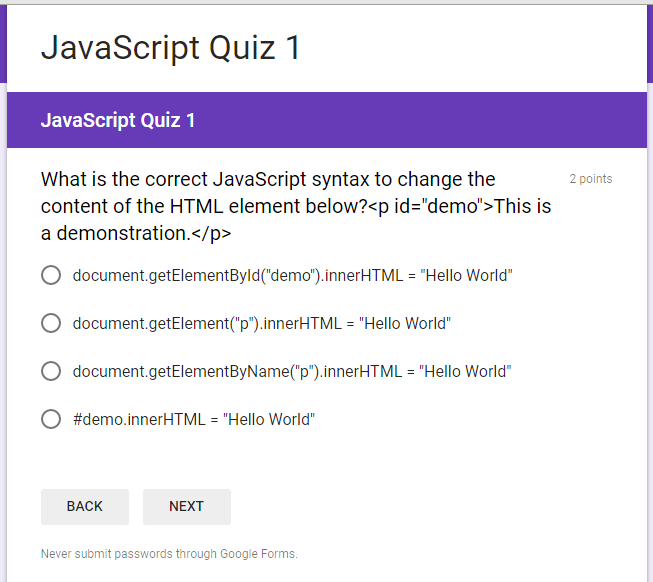 JavaScript Quiz 1
JavaScript Quiz 1
What is the correct JavaScript syntax to change the
2 points
content of the HTML element below?<p id="demo">This is
a demonstration.</p>
document.getElementById("demo").innerHTML = "Hello World"
document.getElement("p").innerHTML = "Hello World"
document.getElementByName("p").innerHTML = "Hello World"
#demo.innerHTML = "Hello World"
BACK NEXT
Never submit passwords through Google Forms.